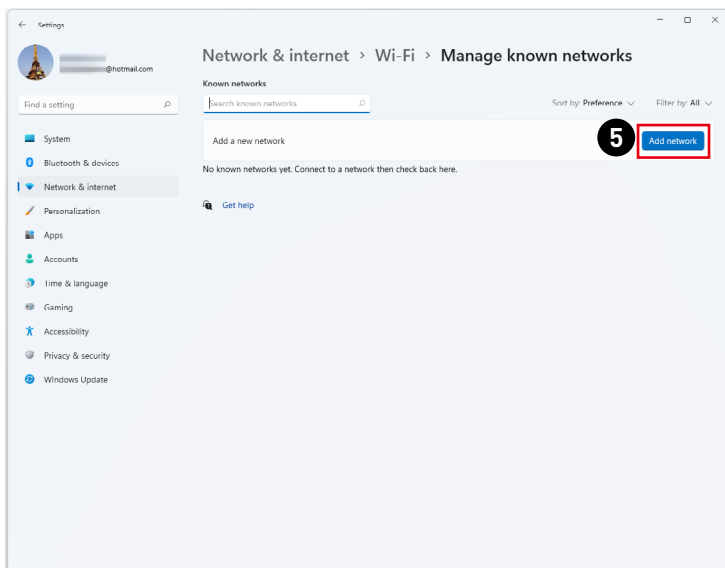 Settings
@hotmail.com
Network & internet > Wi-Fi > Manage known networks
Known networks
Find a setting
Search known networks
Sort by: Preference
Filter by: All
System
Add a new network
5
Add network
Bluetooth & devices
No known networks yet. Connect to a network then check back here.
Network & internet
Get help
Personalization
Apps
Accounts
Time & language
Gaming
Accessibility
Privacy & security
Windows Update